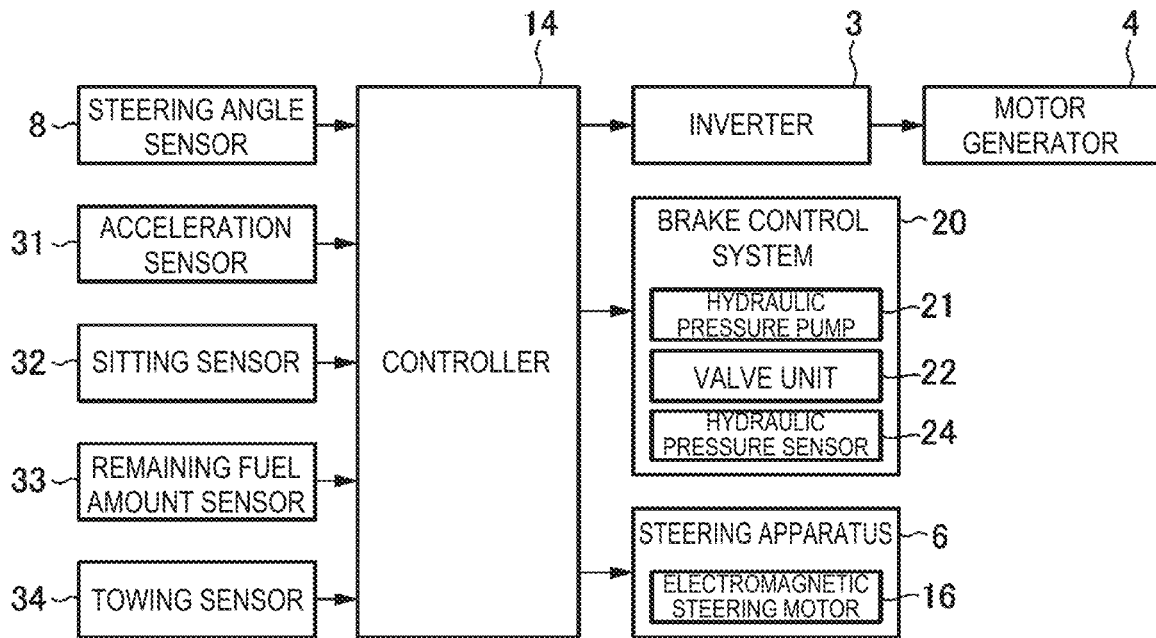 14
3
4
8
STEERING ANGLE
SENSOR
INVERTER
MOTOR
GENERATOR
31
ACCELERATION
SENSOR
BRAKE CONTROL
SYSTEM
20
HYDRAULIC
PRESSURE PUMP
21
32
SITTING SENSOR
CONTROLLER
VALVE UNIT
22
HYDRAULIC
PRESSURE SENSOR
24
33
REMAINING FUEL
AMOUNT SENSOR
STEERING APPARATUS
6
34
TOWING SENSOR
ELECTROMAGNETIC
STEERING MOTOR
16